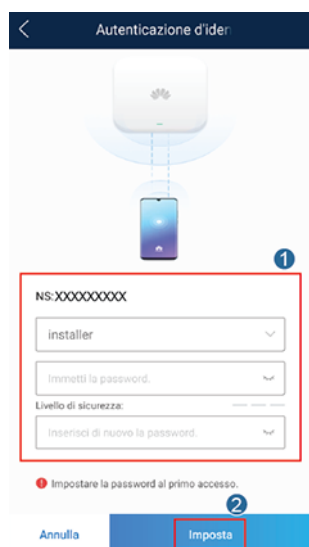 Autenticazione d'iden
1
NS:XXXXXXXXX
installer
Immetti la password.
Livello di sicurezza:
Inserisci di nuovo la password.
Impostare la password al primo accesso.
2
Annulla
Imposta